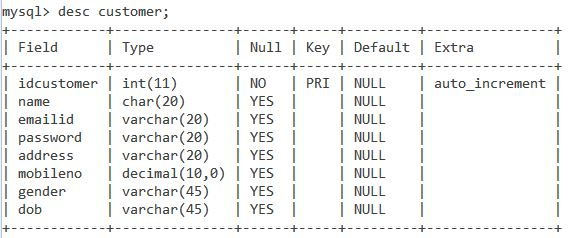 mysql> desc customer;
+------------+---------------+------+-----+---------+----------------+
| Field      | Type          | Null | Key | Default | Extra          |
+------------+---------------+------+-----+---------+----------------+
| idcustomer | int(11)       | NO   | PRI | NULL    | auto_increment |
| name       | char(20)      | YES  |     | NULL    |                |
| emailid    | varchar(20)   | YES  |     | NULL    |                |
| password   | varchar(20)   | YES  |     | NULL    |                |
| address    | varchar(20)   | YES  |     | NULL    |                |
| mobileno   | decimal(10,0) | YES  |     | NULL    |                |
| gender     | varchar(45)   | YES  |     | NULL    |                |
| dob        | varchar(45)   | YES  |     | NULL    |                |
+------------+---------------+------+-----+---------+----------------+